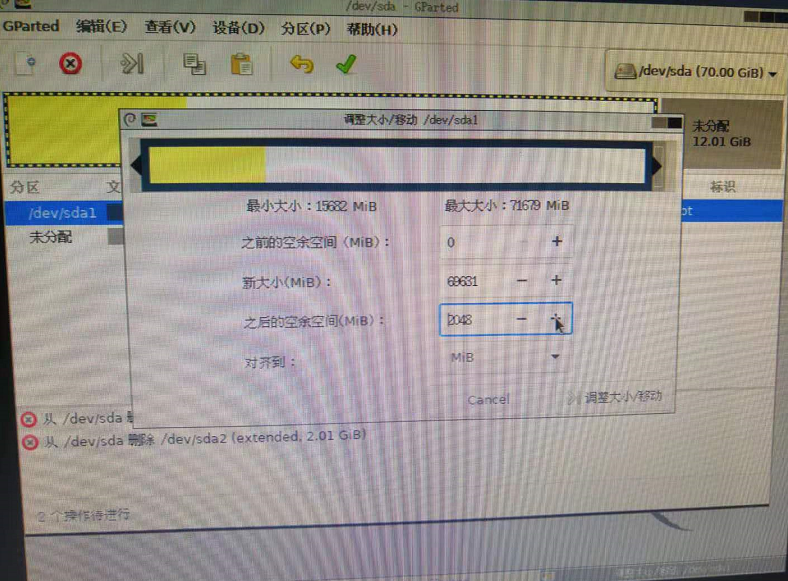 /dev/sda - GParted
GParted 编辑(E) 查看(V) 设备(D) 分区(P) 帮助(H)
/dev/sda (70.00 GiB)
调整大小/移动 /dev/sda1
未分配
12.01 GiB
分区 文 标识
/dev/sda1
未分配
最小大小：15682 MiB 最大大小：71679 MiB
之前的空余空间 (MiB)： 0
新大小(MiB)： 69631
之后的空余空间(MiB)： 2048
对齐到： MiB
Cancel 调整大小/移动
从 /dev/sda 删
从 /dev/sda 删除 /dev/sda2 (extended, 2.01 GiB)
2 个操作待进行